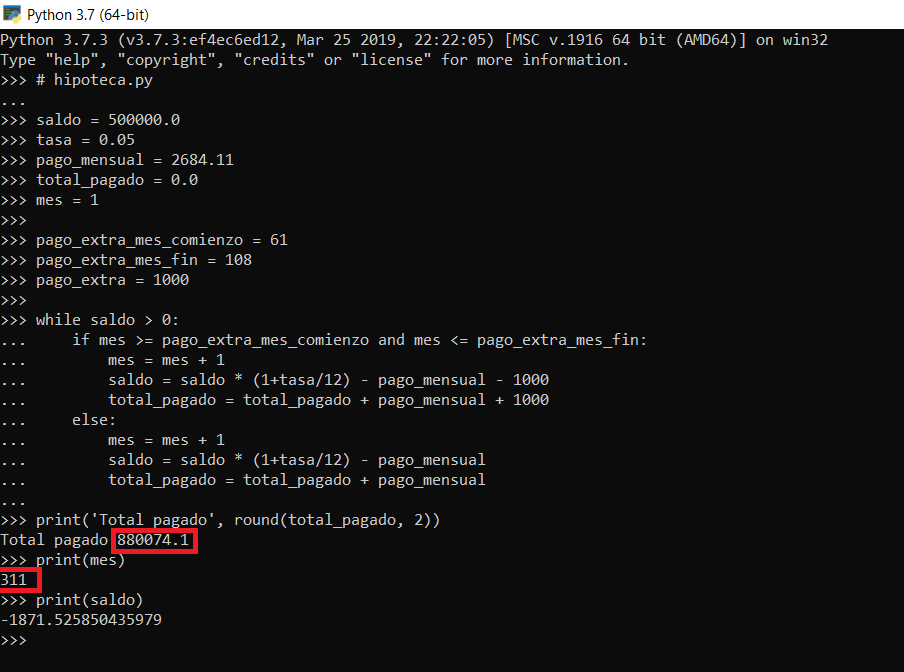 Python 3.7 (64-bit)
Python 3.7.3 (v3.7.3:ef4ec6ed12, Mar 25 2019, 22:22:05) [MSC v.1916 64 bit (AMD64)] on win32
Type "help", "copyright", "credits" or "license" for more information.
>>> # hipoteca.py
...
>>> saldo = 500000.0
>>> tasa = 0.05
>>> pago_mensual = 2684.11
>>> total_pagado = 0.0
>>> mes = 1
>>>
>>> pago_extra_mes_comienzo = 61
>>> pago_extra_mes_fin = 108
>>> pago_extra = 1000
>>>
>>> while saldo > 0:
...     if mes >= pago_extra_mes_comienzo and mes <= pago_extra_mes_fin:
...         mes = mes + 1
...         saldo = saldo * (1+tasa/12) - pago_mensual - 1000
...         total_pagado = total_pagado + pago_mensual + 1000
...     else:
...         mes = mes + 1
...         saldo = saldo * (1+tasa/12) - pago_mensual
...         total_pagado = total_pagado + pago_mensual
...
>>> print('Total pagado', round(total_pagado, 2))
Total pagado 880074.1
>>> print(mes)
311
>>> print(saldo)
-1871.525850435979
>>>